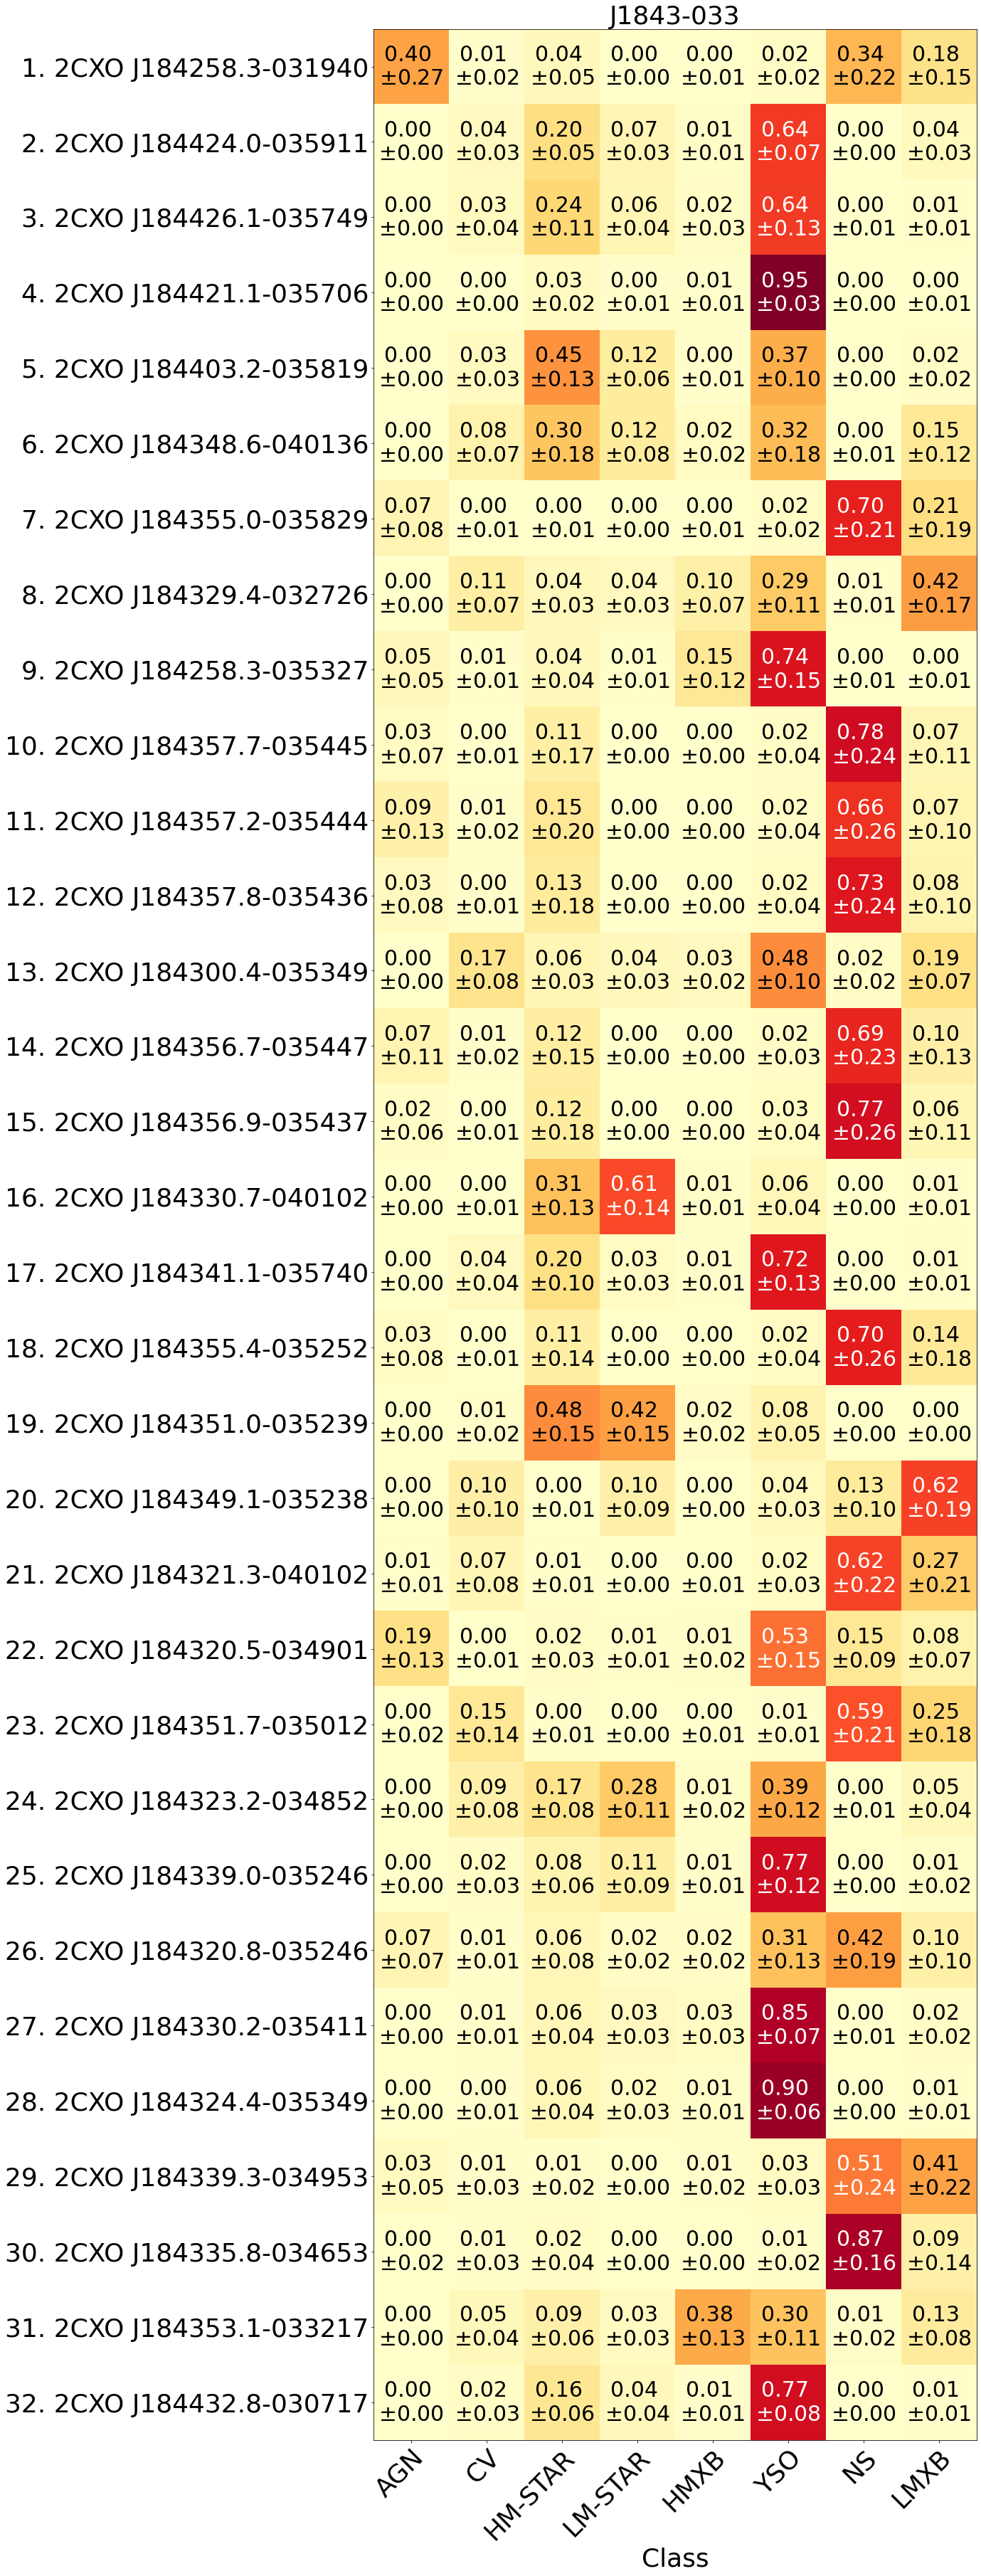 J1843-033
1. 2CXO J184258.3-031940 0.40 0.01 0.04 0.00 0.00 0.02 0.34 0.18
±0.27 ±0.02 ±0.05 ±0.00 ±0.01 ±0.02 ±0.22 ±0.15
2. 2CXO J184424.0-035911 0.00 0.04 0.20 0.07 0.01 0.64 0.00 0.04
±0.00 ±0.03 ±0.05 ±0.03 ±0.01 ±0.07 ±0.00 ±0.03
3. 2CXO J184426.1-035749 0.00 0.03 0.24 0.06 0.02 0.64 0.00 0.01
±0.00 ±0.04 ±0.11 ±0.04 ±0.03 ±0.13 ±0.01 ±0.01
4. 2CXO J184421.1-035706 0.00 0.00 0.03 0.00 0.01 0.95 0.00 0.00
±0.00 ±0.00 ±0.02 ±0.01 ±0.01 ±0.03 ±0.00 ±0.01
5. 2CXO J184403.2-035819 0.00 0.03 0.45 0.12 0.00 0.37 0.00 0.02
±0.00 ±0.03 ±0.13 ±0.06 ±0.01 ±0.10 ±0.00 ±0.02
6. 2CXO J184348.6-040136 0.00 0.08 0.30 0.12 0.02 0.32 0.00 0.15
±0.00 ±0.07 ±0.18 ±0.08 ±0.02 ±0.18 ±0.01 ±0.12
7. 2CXO J184355.0-035829 0.07 0.00 0.00 0.00 0.00 0.02 0.70 0.21
±0.08 ±0.01 ±0.01 ±0.00 ±0.01 ±0.02 ±0.21 ±0.19
8. 2CXO J184329.4-032726 0.00 0.11 0.04 0.04 0.10 0.29 0.01 0.42
±0.00 ±0.07 ±0.03 ±0.03 ±0.07 ±0.11 ±0.01 ±0.17
9. 2CXO J184258.3-035327 0.05 0.01 0.04 0.01 0.15 0.74 0.00 0.00
±0.05 ±0.01 ±0.04 ±0.01 ±0.12 ±0.15 ±0.01 ±0.01
10. 2CXO J184357.7-035445 0.03 0.00 0.11 0.00 0.00 0.02 0.78 0.07
±0.07 ±0.01 ±0.17 ±0.00 ±0.00 ±0.04 ±0.24 ±0.11
11. 2CXO J184357.2-035444 0.09 0.01 0.15 0.00 0.00 0.02 0.66 0.07
±0.13 ±0.02 ±0.20 ±0.00 ±0.00 ±0.04 ±0.26 ±0.10
12. 2CXO J184357.8-035436 0.03 0.00 0.13 0.00 0.00 0.02 0.73 0.08
±0.08 ±0.01 ±0.18 ±0.00 ±0.00 ±0.04 ±0.24 ±0.10
13. 2CXO J184300.4-035349 0.00 0.17 0.06 0.04 0.03 0.48 0.02 0.19
±0.00 ±0.08 ±0.03 ±0.03 ±0.02 ±0.10 ±0.02 ±0.07
14. 2CXO J184356.7-035447 0.07 0.01 0.12 0.00 0.00 0.02 0.69 0.10
±0.11 ±0.02 ±0.15 ±0.00 ±0.00 ±0.03 ±0.23 ±0.13
15. 2CXO J184356.9-035437 0.02 0.00 0.12 0.00 0.00 0.03 0.77 0.06
±0.06 ±0.01 ±0.18 ±0.00 ±0.00 ±0.04 ±0.26 ±0.11
16. 2CXO J184330.7-040102 0.00 0.00 0.31 0.61 0.01 0.06 0.00 0.01
±0.00 ±0.01 ±0.13 ±0.14 ±0.01 ±0.04 ±0.00 ±0.01
17. 2CXO J184341.1-035740 0.00 0.04 0.20 0.03 0.01 0.72 0.00 0.01
±0.00 ±0.04 ±0.10 ±0.03 ±0.01 ±0.13 ±0.00 ±0.01
18. 2CXO J184355.4-035252 0.03 0.00 0.11 0.00 0.00 0.02 0.70 0.14
±0.08 ±0.01 ±0.14 ±0.00 ±0.00 ±0.04 ±0.26 ±0.18
19. 2CXO J184351.0-035239 0.00 0.01 0.48 0.42 0.02 0.08 0.00 0.00
±0.00 ±0.02 ±0.15 ±0.15 ±0.02 ±0.05 ±0.00 ±0.00
20. 2CXO J184349.1-035238 0.00 0.10 0.00 0.10 0.00 0.04 0.13 0.62
±0.00 ±0.10 ±0.01 ±0.09 ±0.00 ±0.03 ±0.10 ±0.19
21. 2CXO J184321.3-040102 0.01 0.07 0.01 0.00 0.00 0.02 0.62 0.27
±0.01 ±0.08 ±0.01 ±0.00 ±0.01 ±0.03 ±0.22 ±0.21
22. 2CXO J184320.5-034901 0.19 0.00 0.02 0.01 0.01 0.53 0.15 0.08
±0.13 ±0.01 ±0.03 ±0.01 ±0.02 ±0.15 ±0.09 ±0.07
23. 2CXO J184351.7-035012 0.00 0.15 0.00 0.00 0.00 0.01 0.59 0.25
±0.02 ±0.14 ±0.01 ±0.00 ±0.01 ±0.01 ±0.21 ±0.18
24. 2CXO J184323.2-034852 0.00 0.09 0.17 0.28 0.01 0.39 0.00 0.05
±0.00 ±0.08 ±0.08 ±0.11 ±0.02 ±0.12 ±0.01 ±0.04
25. 2CXO J184339.0-035246 0.00 0.02 0.08 0.11 0.01 0.77 0.00 0.01
±0.00 ±0.03 ±0.06 ±0.09 ±0.01 ±0.12 ±0.00 ±0.02
26. 2CXO J184320.8-035246 0.07 0.01 0.06 0.02 0.02 0.31 0.42 0.10
±0.07 ±0.01 ±0.08 ±0.02 ±0.02 ±0.13 ±0.19 ±0.10
27. 2CXO J184330.2-035411 0.00 0.01 0.06 0.03 0.03 0.85 0.00 0.02
±0.00 ±0.01 ±0.04 ±0.03 ±0.03 ±0.07 ±0.01 ±0.02
28. 2CXO J184324.4-035349 0.00 0.00 0.06 0.02 0.01 0.90 0.00 0.01
±0.00 ±0.01 ±0.04 ±0.03 ±0.01 ±0.06 ±0.00 ±0.01
29. 2CXO J184339.3-034953 0.03 0.01 0.01 0.00 0.01 0.03 0.51 0.41
±0.05 ±0.03 ±0.02 ±0.00 ±0.02 ±0.03 ±0.24 ±0.22
30. 2CXO J184335.8-034653 0.00 0.01 0.02 0.00 0.00 0.01 0.87 0.09
±0.02 ±0.03 ±0.04 ±0.00 ±0.00 ±0.02 ±0.16 ±0.14
31. 2CXO J184353.1-033217 0.00 0.05 0.09 0.03 0.38 0.30 0.01 0.13
±0.00 ±0.04 ±0.06 ±0.03 ±0.13 ±0.11 ±0.02 ±0.08
32. 2CXO J184432.8-030717 0.00 0.02 0.16 0.04 0.01 0.77 0.00 0.01
±0.00 ±0.03 ±0.06 ±0.04 ±0.01 ±0.08 ±0.00 ±0.01
AGN CV HM-STAR LM-STAR HMXB YSO NS LMXB
Class